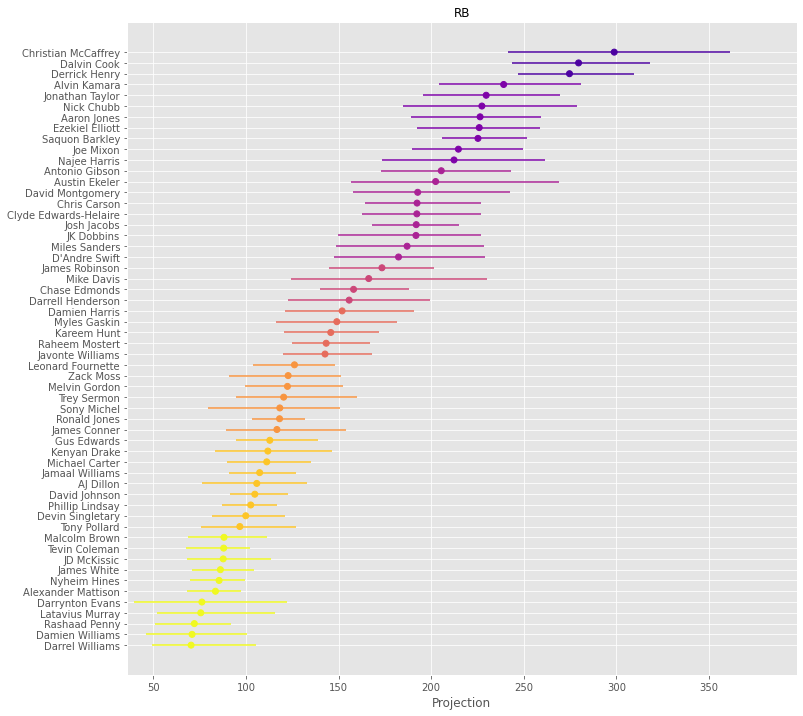 RB
Christian McCaffrey
Dalvin Cook
Derrick Henry
Alvin Kamara
Jonathan Taylor
Nick Chubb
Aaron Jones
Ezekiel Elliott
Saquon Barkley
Joe Mixon
Najee Harris
Antonio Gibson
Austin Ekeler
David Montgomery
Chris Carson
Clyde Edwards-Helaire
Josh Jacobs
JK Dobbins
Miles Sanders
D'Andre Swift
James Robinson
Mike Davis
Chase Edmonds
Darrell Henderson
Damien Harris
Myles Gaskin
Kareem Hunt
Raheem Mostert
Javonte Williams
Leonard Fournette
Zack Moss
Melvin Gordon
Trey Sermon
Sony Michel
Ronald Jones
James Conner
Gus Edwards
Kenyan Drake
Michael Carter
Jamaal Williams
AJ Dillon
David Johnson
Phillip Lindsay
Devin Singletary
Tony Pollard
Malcolm Brown
Tevin Coleman
JD McKissic
James White
Nyheim Hines
Alexander Mattison
Darrynton Evans
Latavius Murray
Rashaad Penny
Damien Williams
Darrel Williams
50 100 150 200 250 300 350
Projection